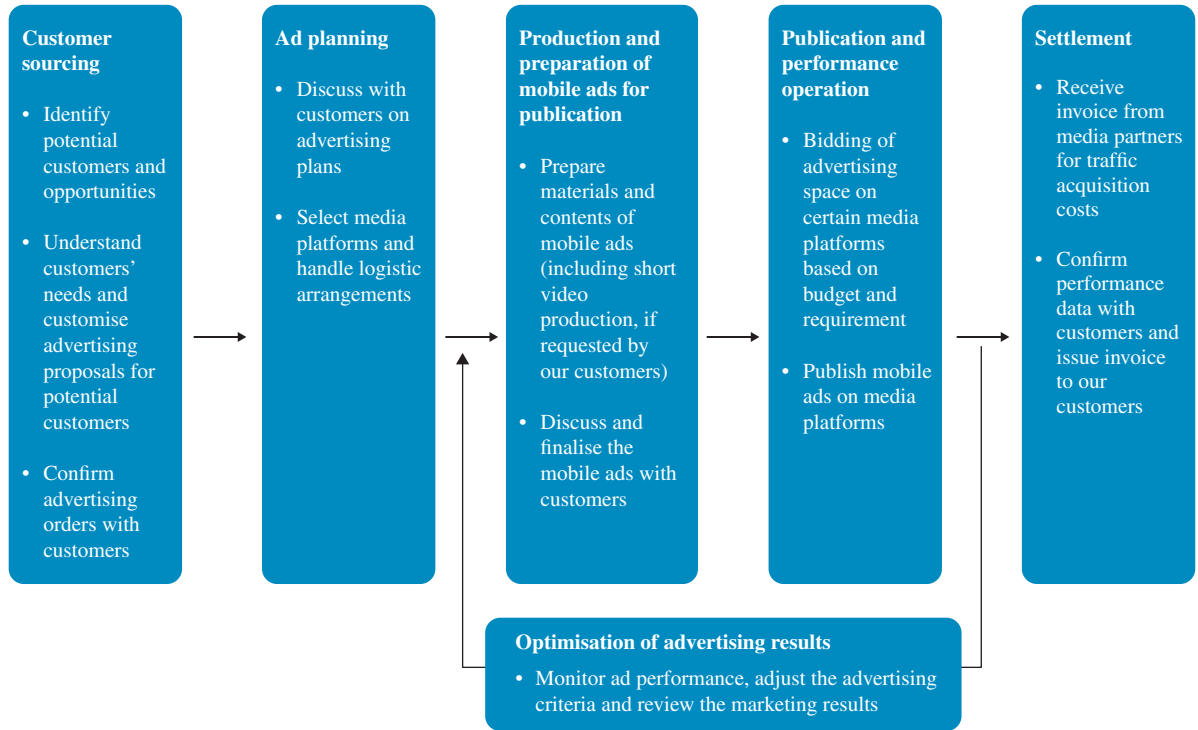 Customer
sourcing
• Identify
potential
customers and
opportunities
• Understand
customers’
needs and
customise
advertising
proposals for
potential
customers
• Confirm
advertising
orders with
customers
Ad planning
• Discuss with
customers on
advertising
plans
• Select media
platforms and
handle logistic
arrangements
Production and
preparation of
mobile ads for
publication
• Prepare
materials and
contents of
mobile ads
(including short
video
production, if
requested by
our customers)
• Discuss and
finalise the
mobile ads with
customers
Publication and
performance
operation
• Bidding of
advertising
space on
certain media
platforms
based on
budget and
requirement
• Publish mobile
ads on media
platforms
Settlement
• Receive
invoice from
media partners
for traffic
acquisition
costs
• Confirm
performance
data with
customers and
issue invoice
to our
customers
Optimisation of advertising results
• Monitor ad performance, adjust the advertising
criteria and review the marketing results